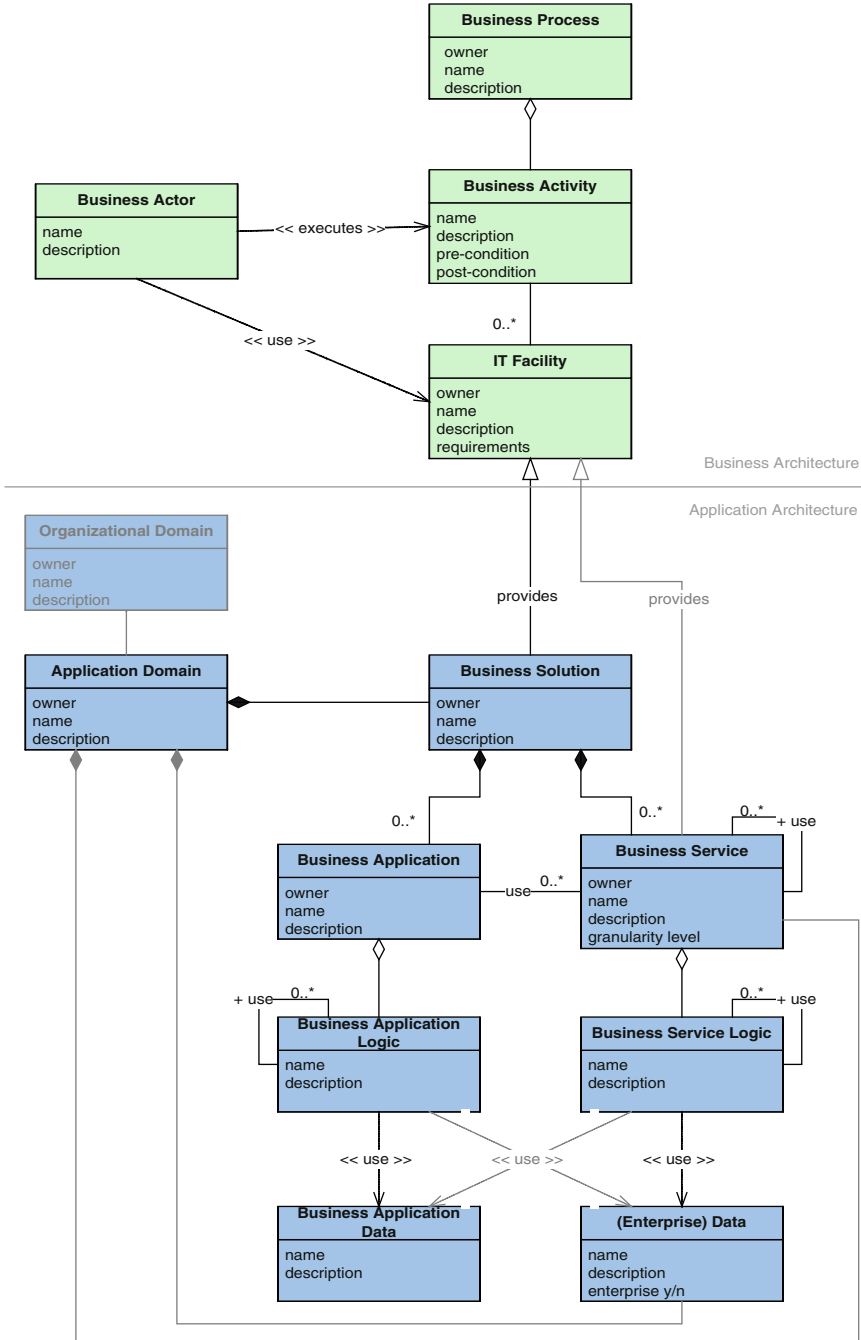 Business Process
owner
name
description
Business Activity
name
description
pre-condition
post-condition
Business Actor
name
description
<< executes >>
<< use >>
0..*
IT Facility
owner
name
description
requirements
Business Architecture
Application Architecture
Organizational Domain
owner
name
description
provides
provides
Application Domain
owner
name
description
Business Solution
owner
name
description
0..*
0..*
0..*
+ use
Business Application
owner
name
description
use
0..*
Business Service
owner
name
description
granularity level
+ use
0..*
Business Application
Logic
name
description
0..*
+ use
Business Service Logic
name
description
<< use >>
<< use >>
<< use >>
Business Application
Data
name
description
(Enterprise) Data
name
description
enterprise y/n